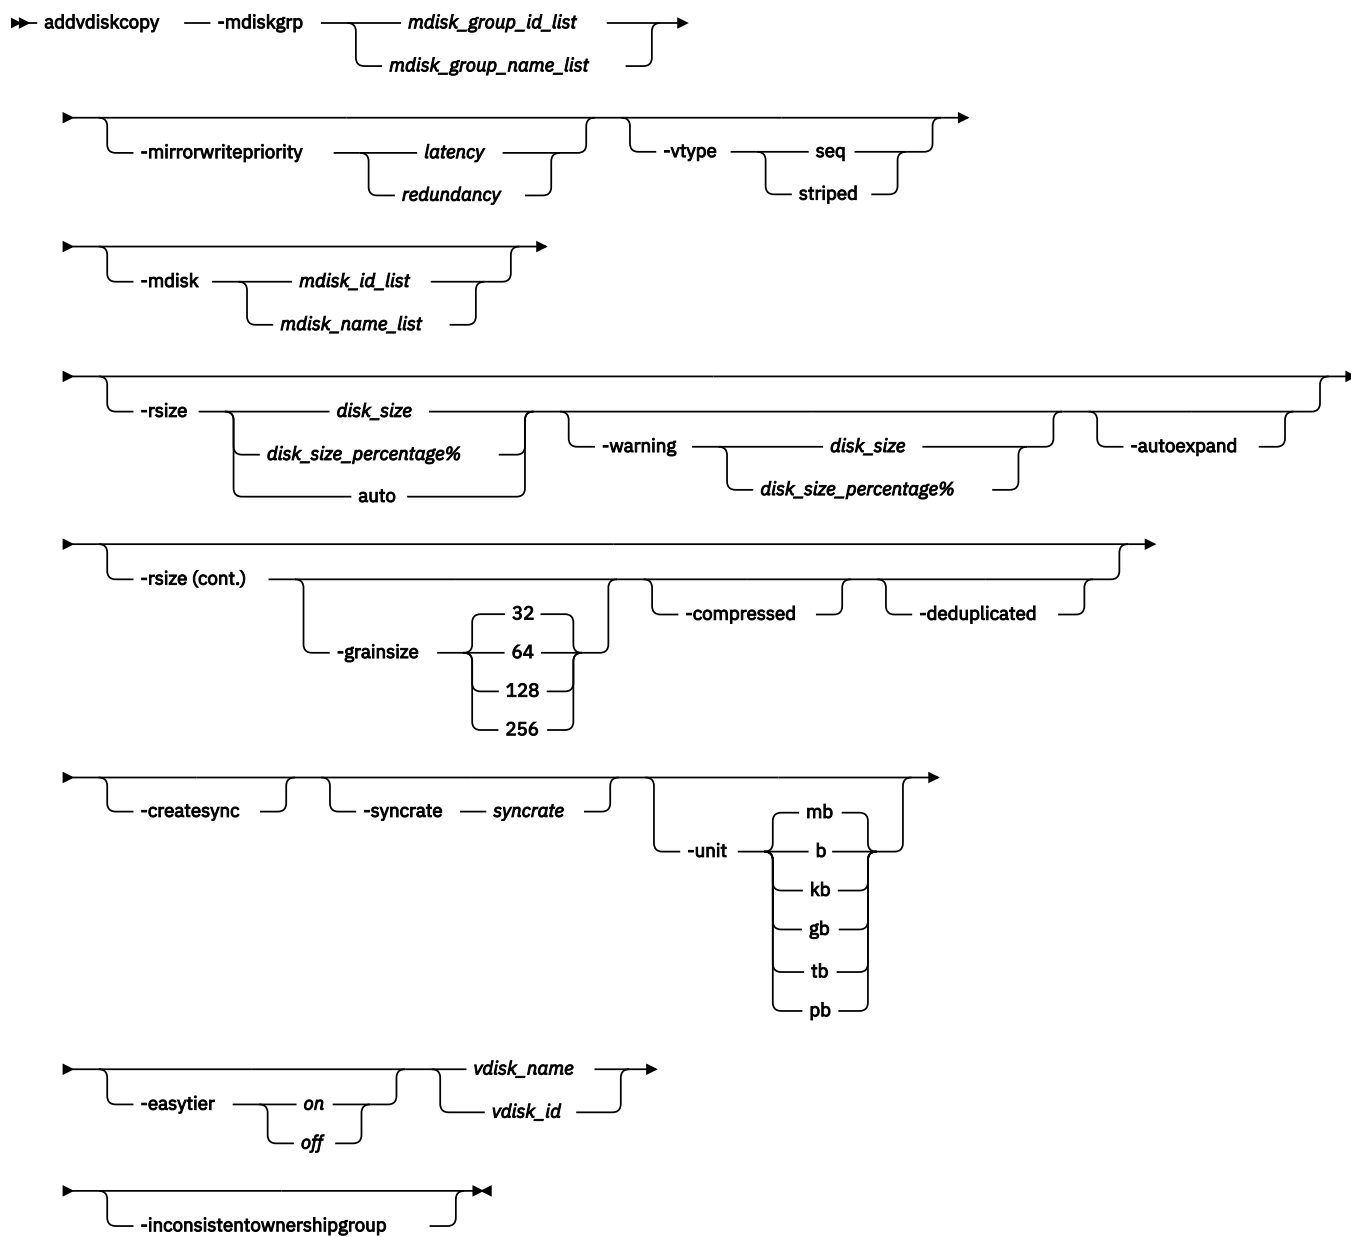 addvdiskcopy -mdiskgrp mdisk_group_id_list
mdisk_group_name_list
-mirrorwritepriority latency -vtype seq
redundancy striped
-mdisk mdisk_id_list
mdisk_name_list
-rsize disk_size
disk_size_percentage% -warning disk_size -autoexpand
auto disk_size_percentage%
-rsize (cont.)
32 -compressed -deduplicated
-grainsize 64
128
256
-createsync -syncrate syncrate mb
-unit b
kb
gb
tb
pb
vdisk_name
-easytier on vdisk_id
off
-inconsistentownershipgroup